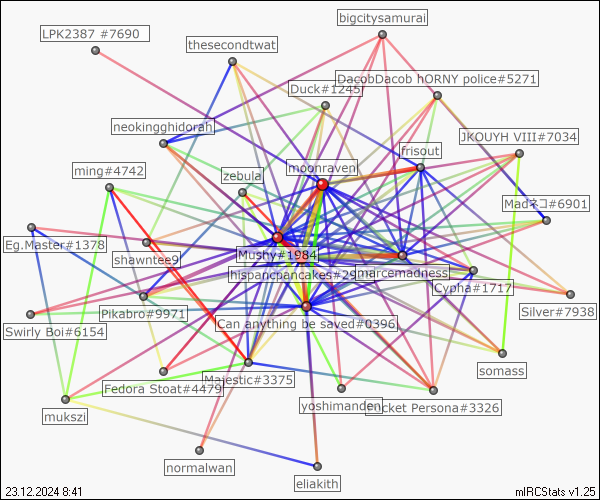 bigcitysamurai
LPK2387 #7690
thesecondtwat
DacobDacob hORNY police#5271
Duck#1245
neokingghidorah
JKOUYH VIII#7034
frisout
moonraven
ming#4742
zebula
Madネコ#6901
Eg.Master#1378
shawntee9
Mushy#1984
hispanicpancakes#29
marcemadness
Cypha#1717
Pikabro#9971
Silver#7938
Swirly Boi#6154
Can anything be saved#0396
somass
Majestic#3375
Fedora Stoat#4479
yoshimanden
Persona#3326
mukszi
normalwan
eliakith
23.12.2024 8:41
mIRCStats v1.25